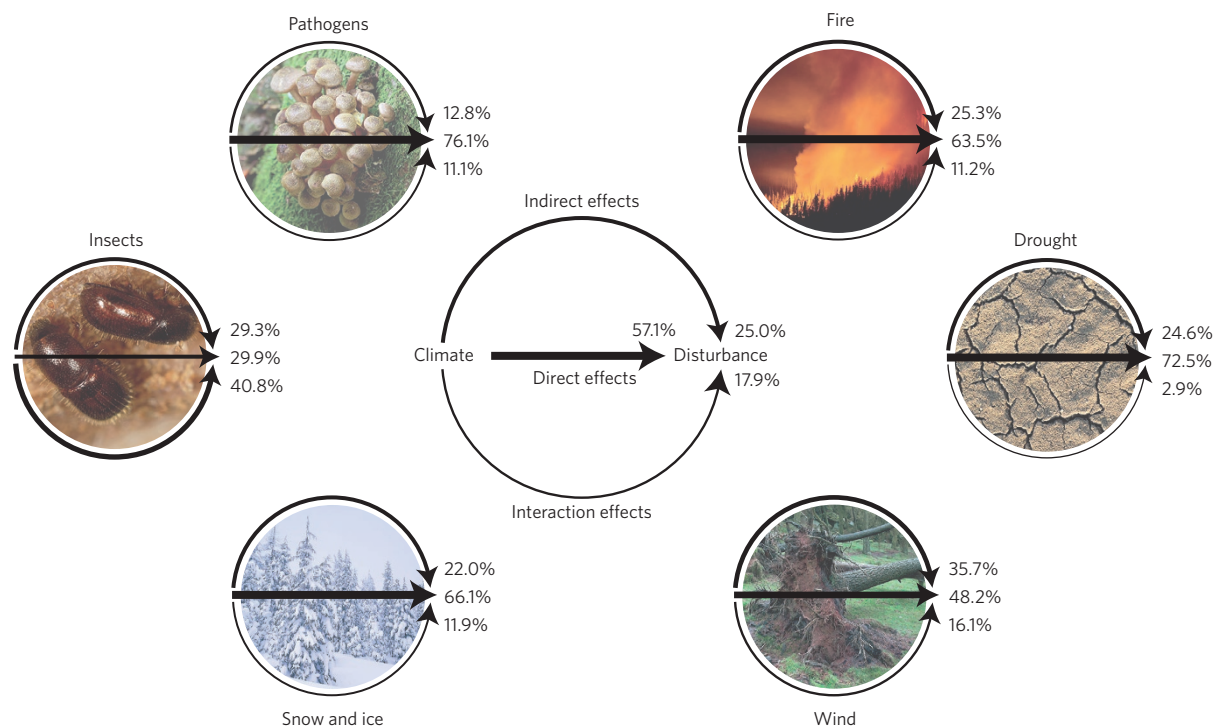 Pathogens
12.8%
76.1%
11.1%
Fire
25.3%
63.5%
11.2%
Insects
29.3%
29.9%
40.8%
Indirect effects
Climate
57.1%
Direct effects
25.0%
Disturbance
17.9%
Interaction effects
Drought
24.6%
72.5%
2.9%
22.0%
66.1%
11.9%
Snow and ice
35.7%
48.2%
16.1%
Wind